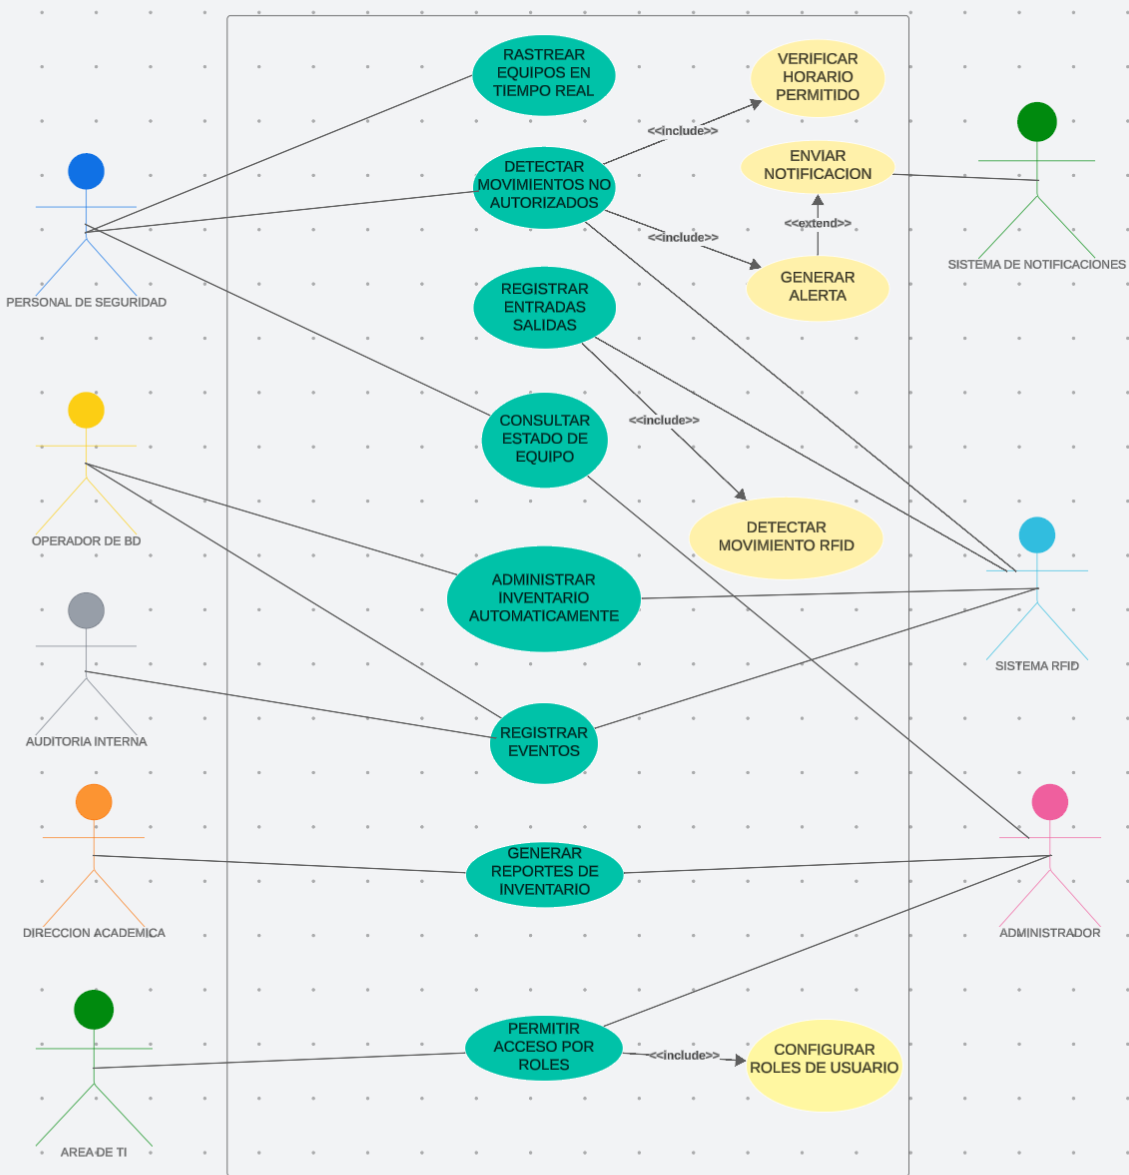 RASTREAR
EQUIPOS EN
TIEMPO REAL
VERIFICAR
HORARIO
PERMITIDO
<<include>>
DETECTAR
MOVIMIENTOS NO
AUTORIZADOS
ENVIAR
NOTIFICACION
<<extend>>
<<include>>
SISTEMA DE NOTIFICACIONES
PERSONAL DE SEGURIDAD
REGISTRAR
ENTRADAS
SALIDAS
GENERAR
ALERTA
CONSULTAR
ESTADO DE
EQUIPO
<<include>>
OPERADOR DE BD
DETECTAR
MOVIMIENTO RFID
ADMINISTRAR
INVENTARIO
AUTOMATICAMENTE
SISTEMA RFID
AUDITORIA INTERNA
REGISTRAR
EVENTOS
GENERAR
REPORTES DE
INVENTARIO
DIRECCION ACADEMICA
ADMINISTRADOR
PERMITIR
ACCESO POR
ROLES
<<include>>
CONFIGURAR
ROLES DE USUARIO
AREA DE TI